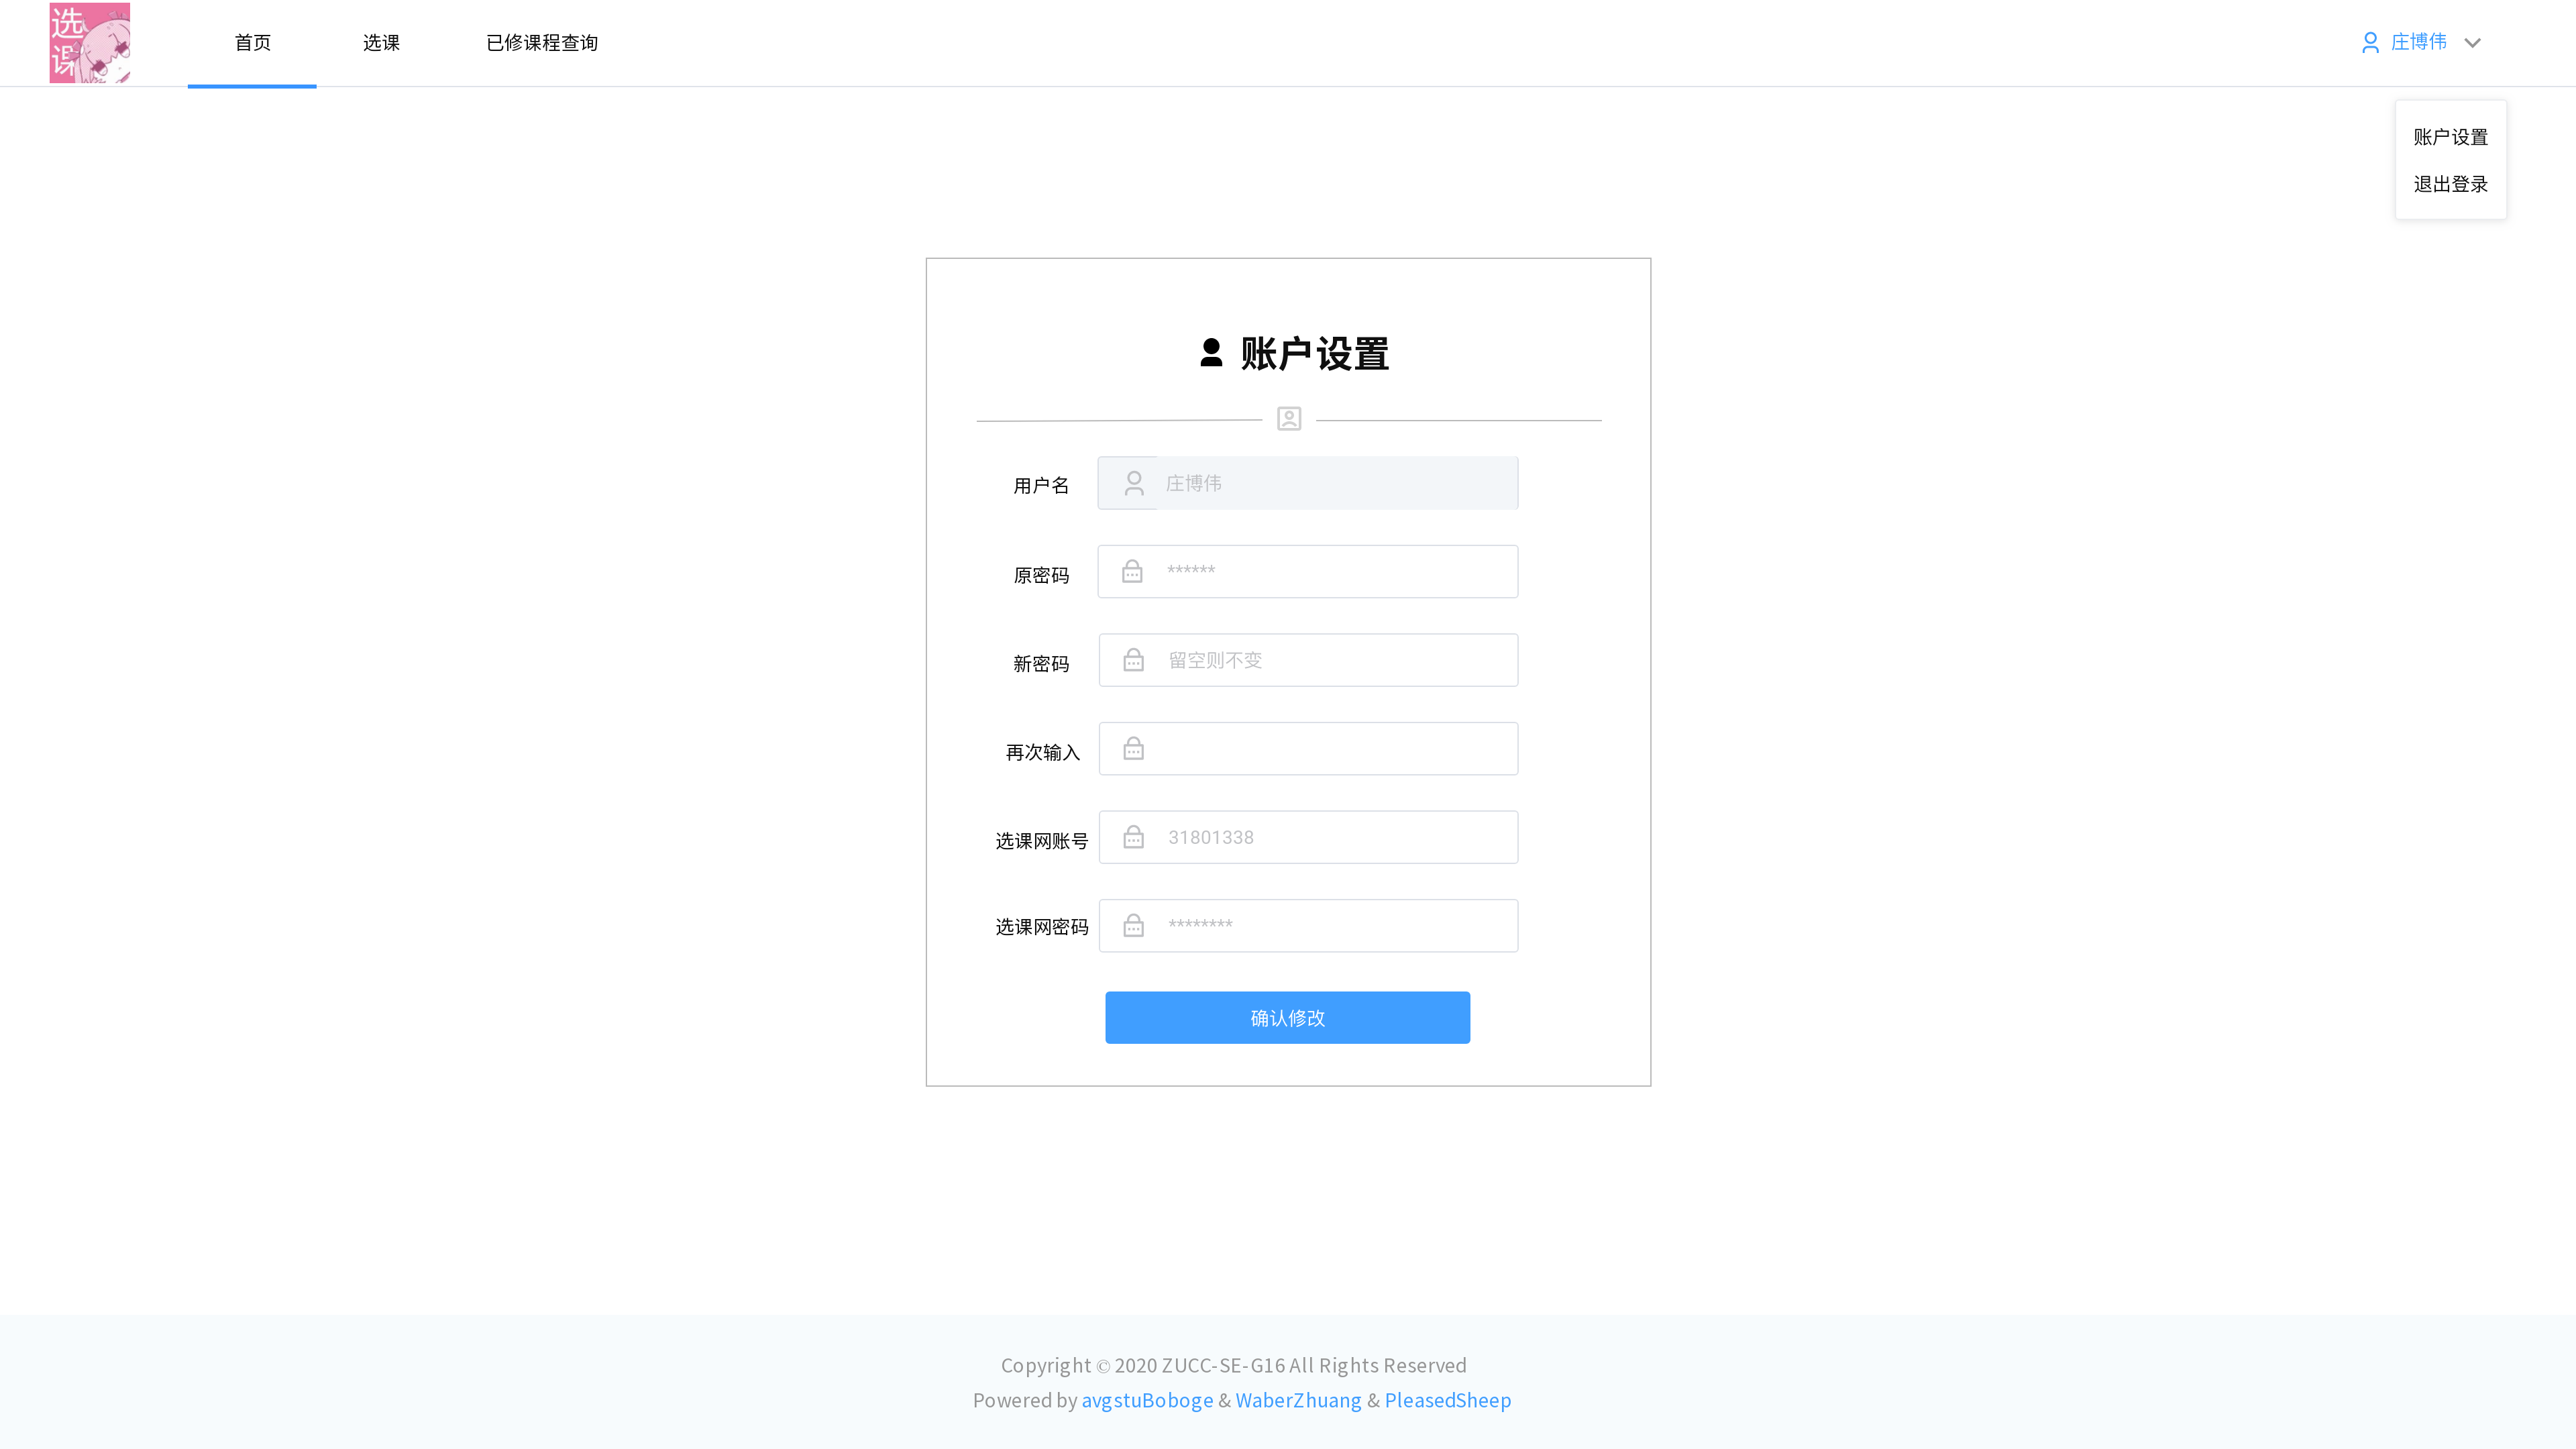 选
课
首页
选课
已修课程查询
庄博伟
账户设置
退出登录
账户设置
用户名
庄博伟
原密码
******
新密码
留空则不变
再次输入
选课网账号
31801338
选课网密码
********
确认修改
Copyright © 2020 ZUCC-SE-G16 All Rights Reserved
Powered by avgstuBoboge & WaberZhuang & PleasedSheep